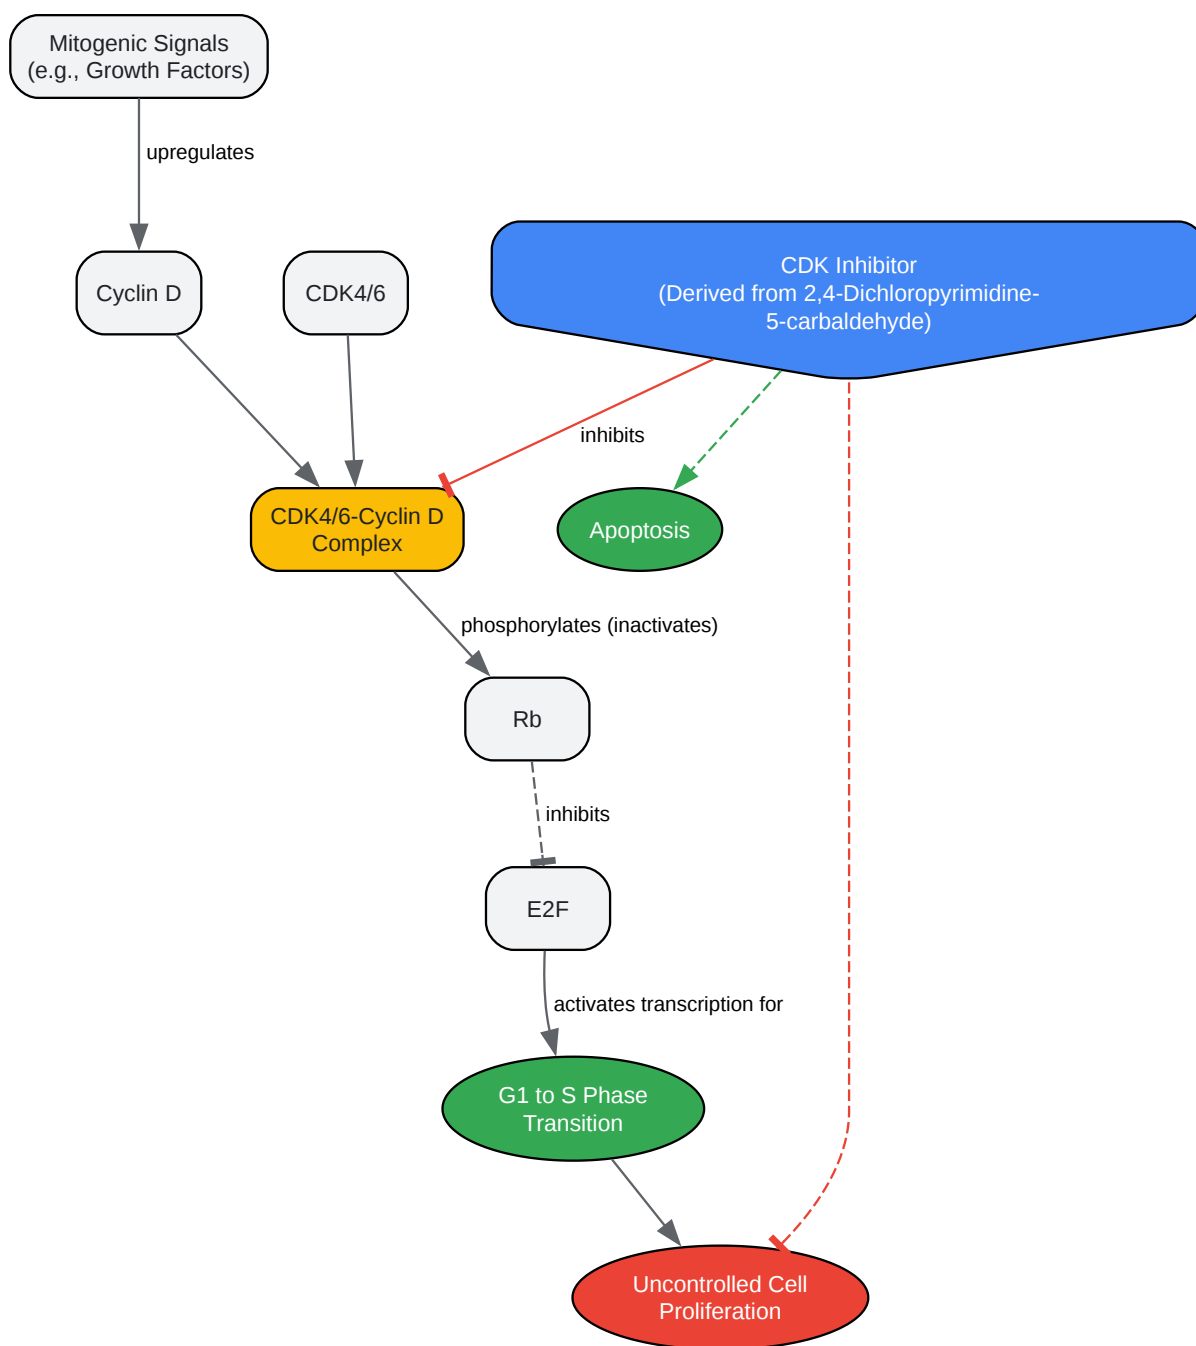 Mitogenic Signals
(e.g., Growth Factors)
upregulates
Cyclin D
CDK4/6
CDK Inhibitor
(Derived from 2,4-Dichloropyrimidine-
5-carbaldehyde)
inhibits
CDK4/6-Cyclin D
Complex
Apoptosis
phosphorylates (inactivates)
Rb
inhibits
E2F
activates transcription for
G1 to S Phase
Transition
Uncontrolled Cell
Proliferation